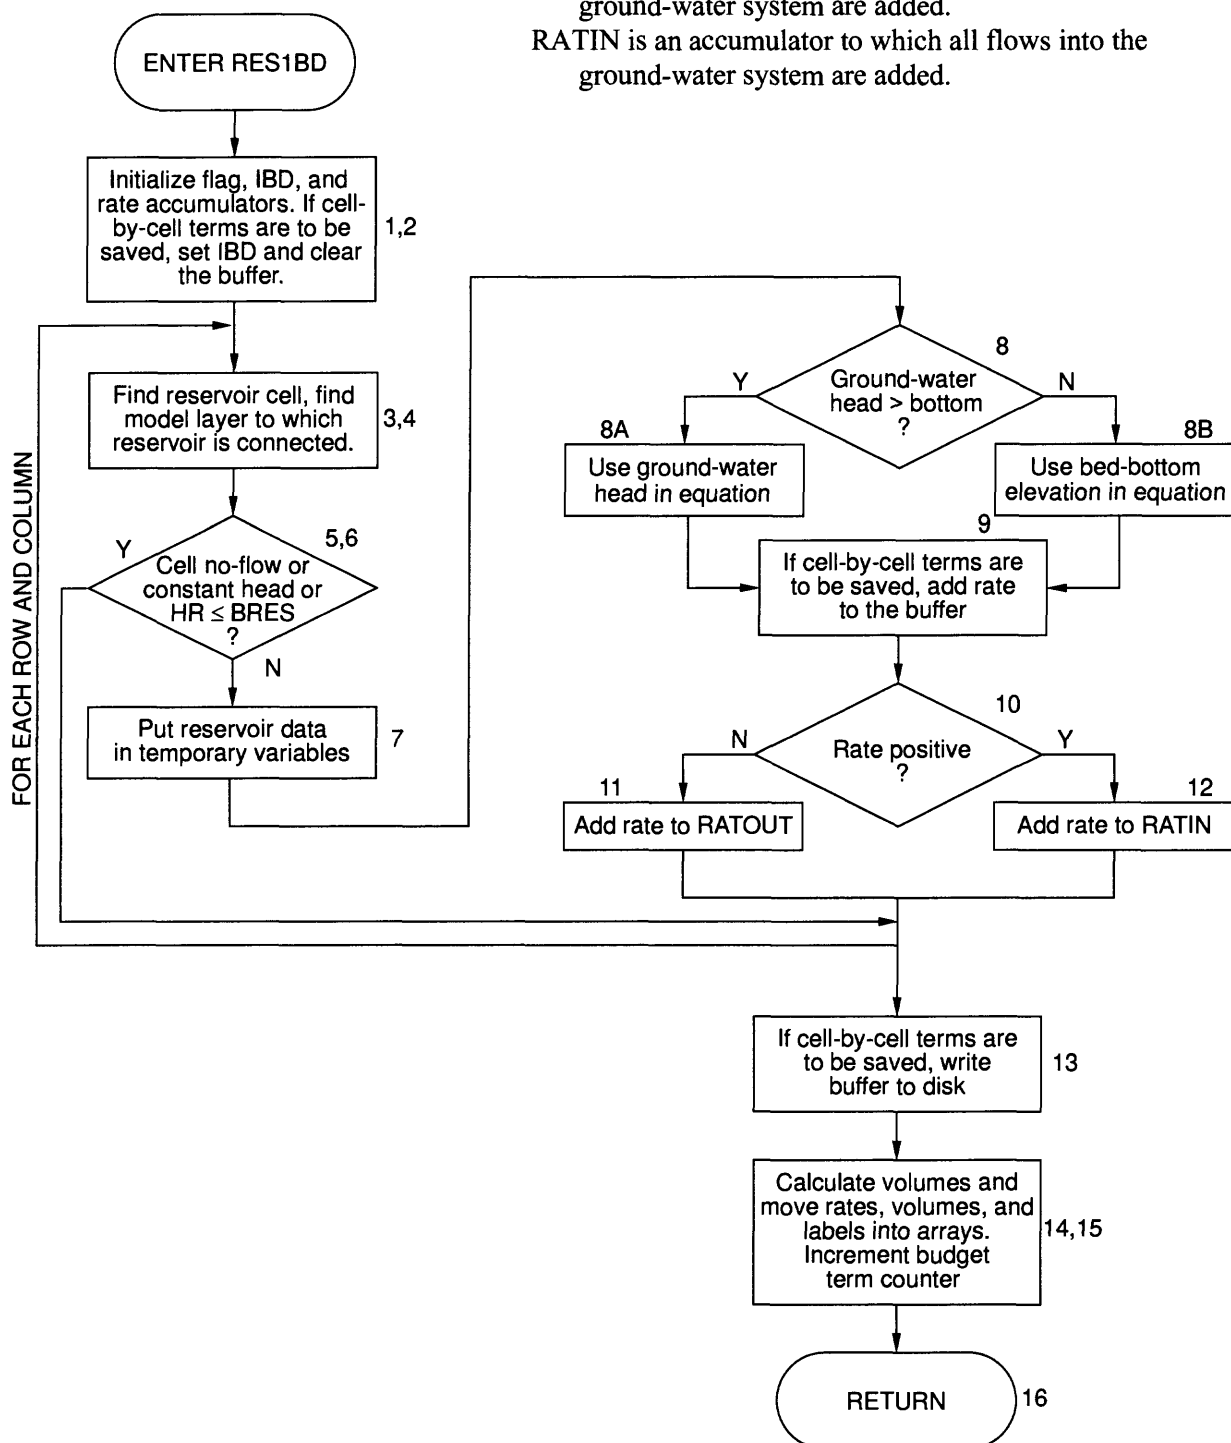 ground-water system are added.
RATIN is an accumulator to which all flows into the
ground-water system are added.
ENTER RES1BD
Initialize flag, IBD, and
rate accumulators. If cell-
by-cell terms are to be
saved, set IBD and clear
the buffer.
1,2
FOR EACH ROW AND COLUMN
Find reservoir cell, find
model layer to which
reservoir is connected.
3,4
Y
5,6
Cell no-flow or
constant head or
HR ≤ BRES
?
N
Put reservoir data
in temporary variables
7
8
Y
Ground-water
head > bottom
?
N
8A
Use ground-water
head in equation
8B
Use bed-bottom
elevation in equation
9
If cell-by-cell terms are
to be saved, add rate
to the buffer
10
N
Rate positive
?
Y
11
Add rate to RATOUT
12
Add rate to RATIN
If cell-by-cell terms are
to be saved, write
buffer to disk
13
Calculate volumes and
move rates, volumes, and
labels into arrays.
Increment budget
term counter
14,15
RETURN
16